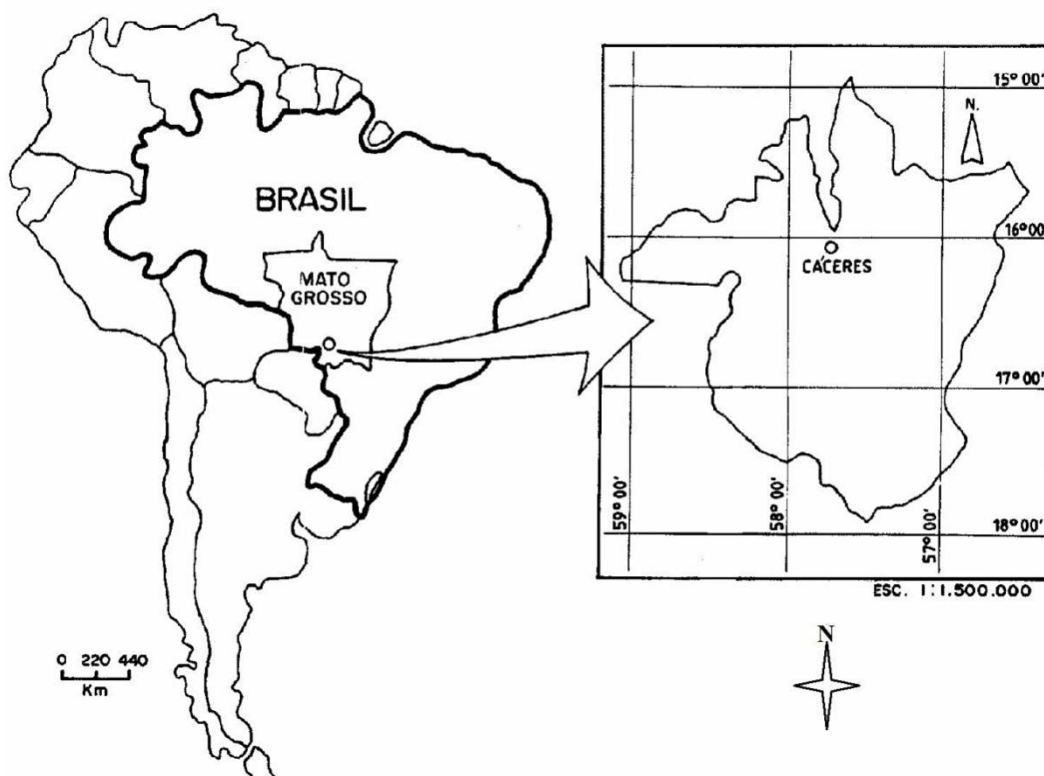 BRASIL
MATO
GROSSO
0 220 440
Km
15° 00'
N.
16° 00'
CÁCERES
17° 00'
59° 00'
58° 00'
57° 00'
18° 00'
ESC. 1:1.500.000
N